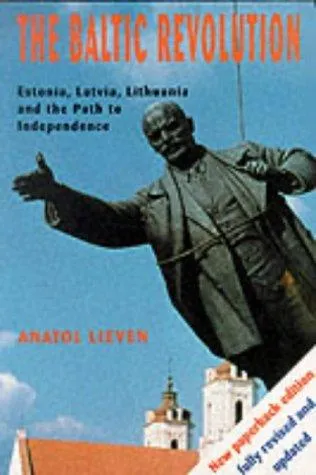 THE BALTIC REVOLUTION
Estonia, Latvia, Lithuania
and the Path to
Independence
ANATOL LIEVEN
New paperback edition
fully revised and
updated